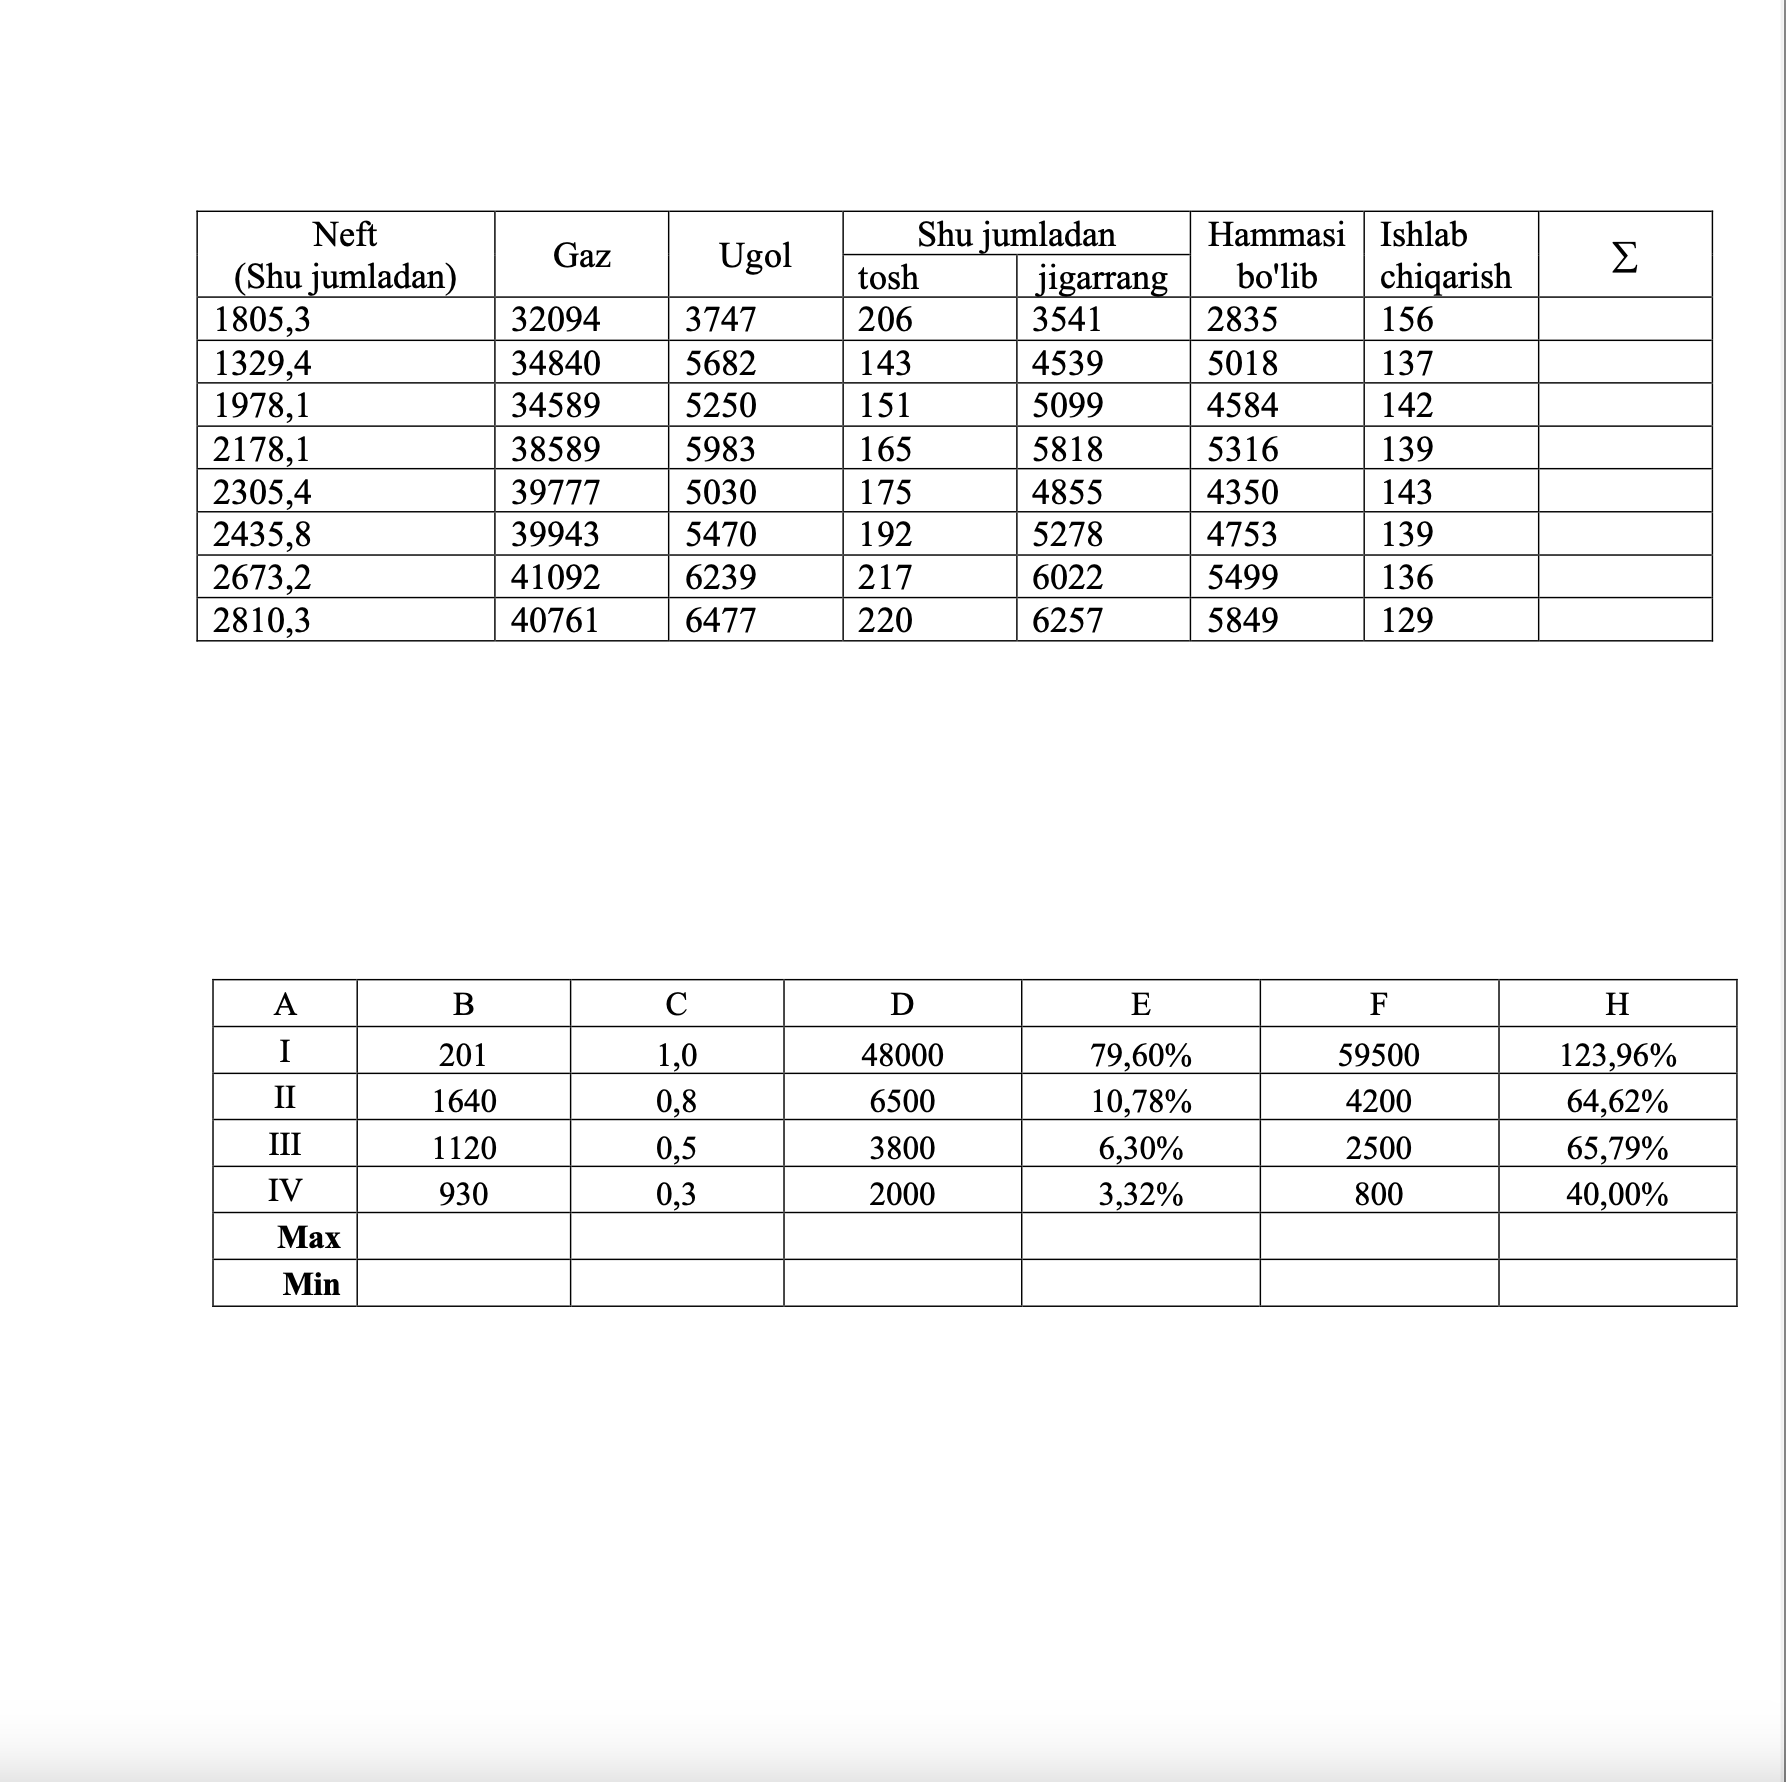 Neft (Shu jumladan) Gaz Ugol Shu jumladan Hammasi bo'lib Ishlab chiqarish Σ
tosh jigarrang
1805,3 32094 3747 206 3541 2835 156
1329,4 34840 5682 143 4539 5018 137
1978,1 34589 5250 151 5099 4584 142
2178,1 38589 5983 165 5818 5316 139
2305,4 39777 5030 175 4855 4350 143
2435,8 39943 5470 192 5278 4753 139
2673,2 41092 6239 217 6022 5499 136
2810,3 40761 6477 220 6257 5849 129
A B C D E F H
I 201 1,0 48000 79,60% 59500 123,96%
II 1640 0,8 6500 10,78% 4200 64,62%
III 1120 0,5 3800 6,30% 2500 65,79%
IV 930 0,3 2000 3,32% 800 40,00%
Max
Min